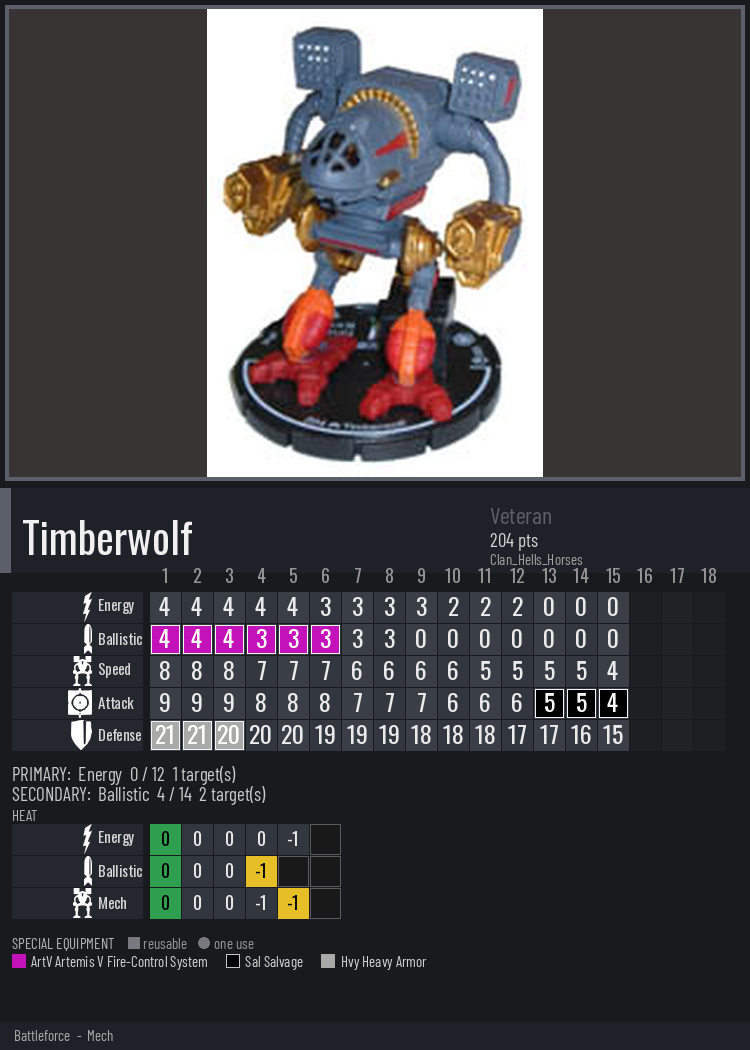 Timberwolf
Veteran
204 pts
Clan_Hells_Horses
1 2 3 4 5 6 7 8 9 10 11 12 13 14 15 16 17 18
Energy 4 4 4 4 4 3 3 3 3 2 2 2 0 0 0
Ballistic 4 4 4 3 3 3 3 3 0 0 0 0 0 0 0
Speed 8 8 8 7 7 7 6 6 6 6 5 5 5 5 4
Attack 9 9 9 8 8 8 7 7 7 6 6 6 5 5 4
Defense 21 21 20 20 20 19 19 19 18 18 18 17 17 16 15
PRIMARY: Energy 0 / 12 1 target(s)
SECONDARY: Ballistic 4 / 14 2 target(s)
HEAT
Energy 0 0 0 0 -1
Ballistic 0 0 0 -1
Mech 0 0 0 -1 -1
SPECIAL EQUIPMENT reusable one use
ArtV Artemis V Fire-Control System Sal Salvage Hvy Heavy Armor
Battleforce - Mech